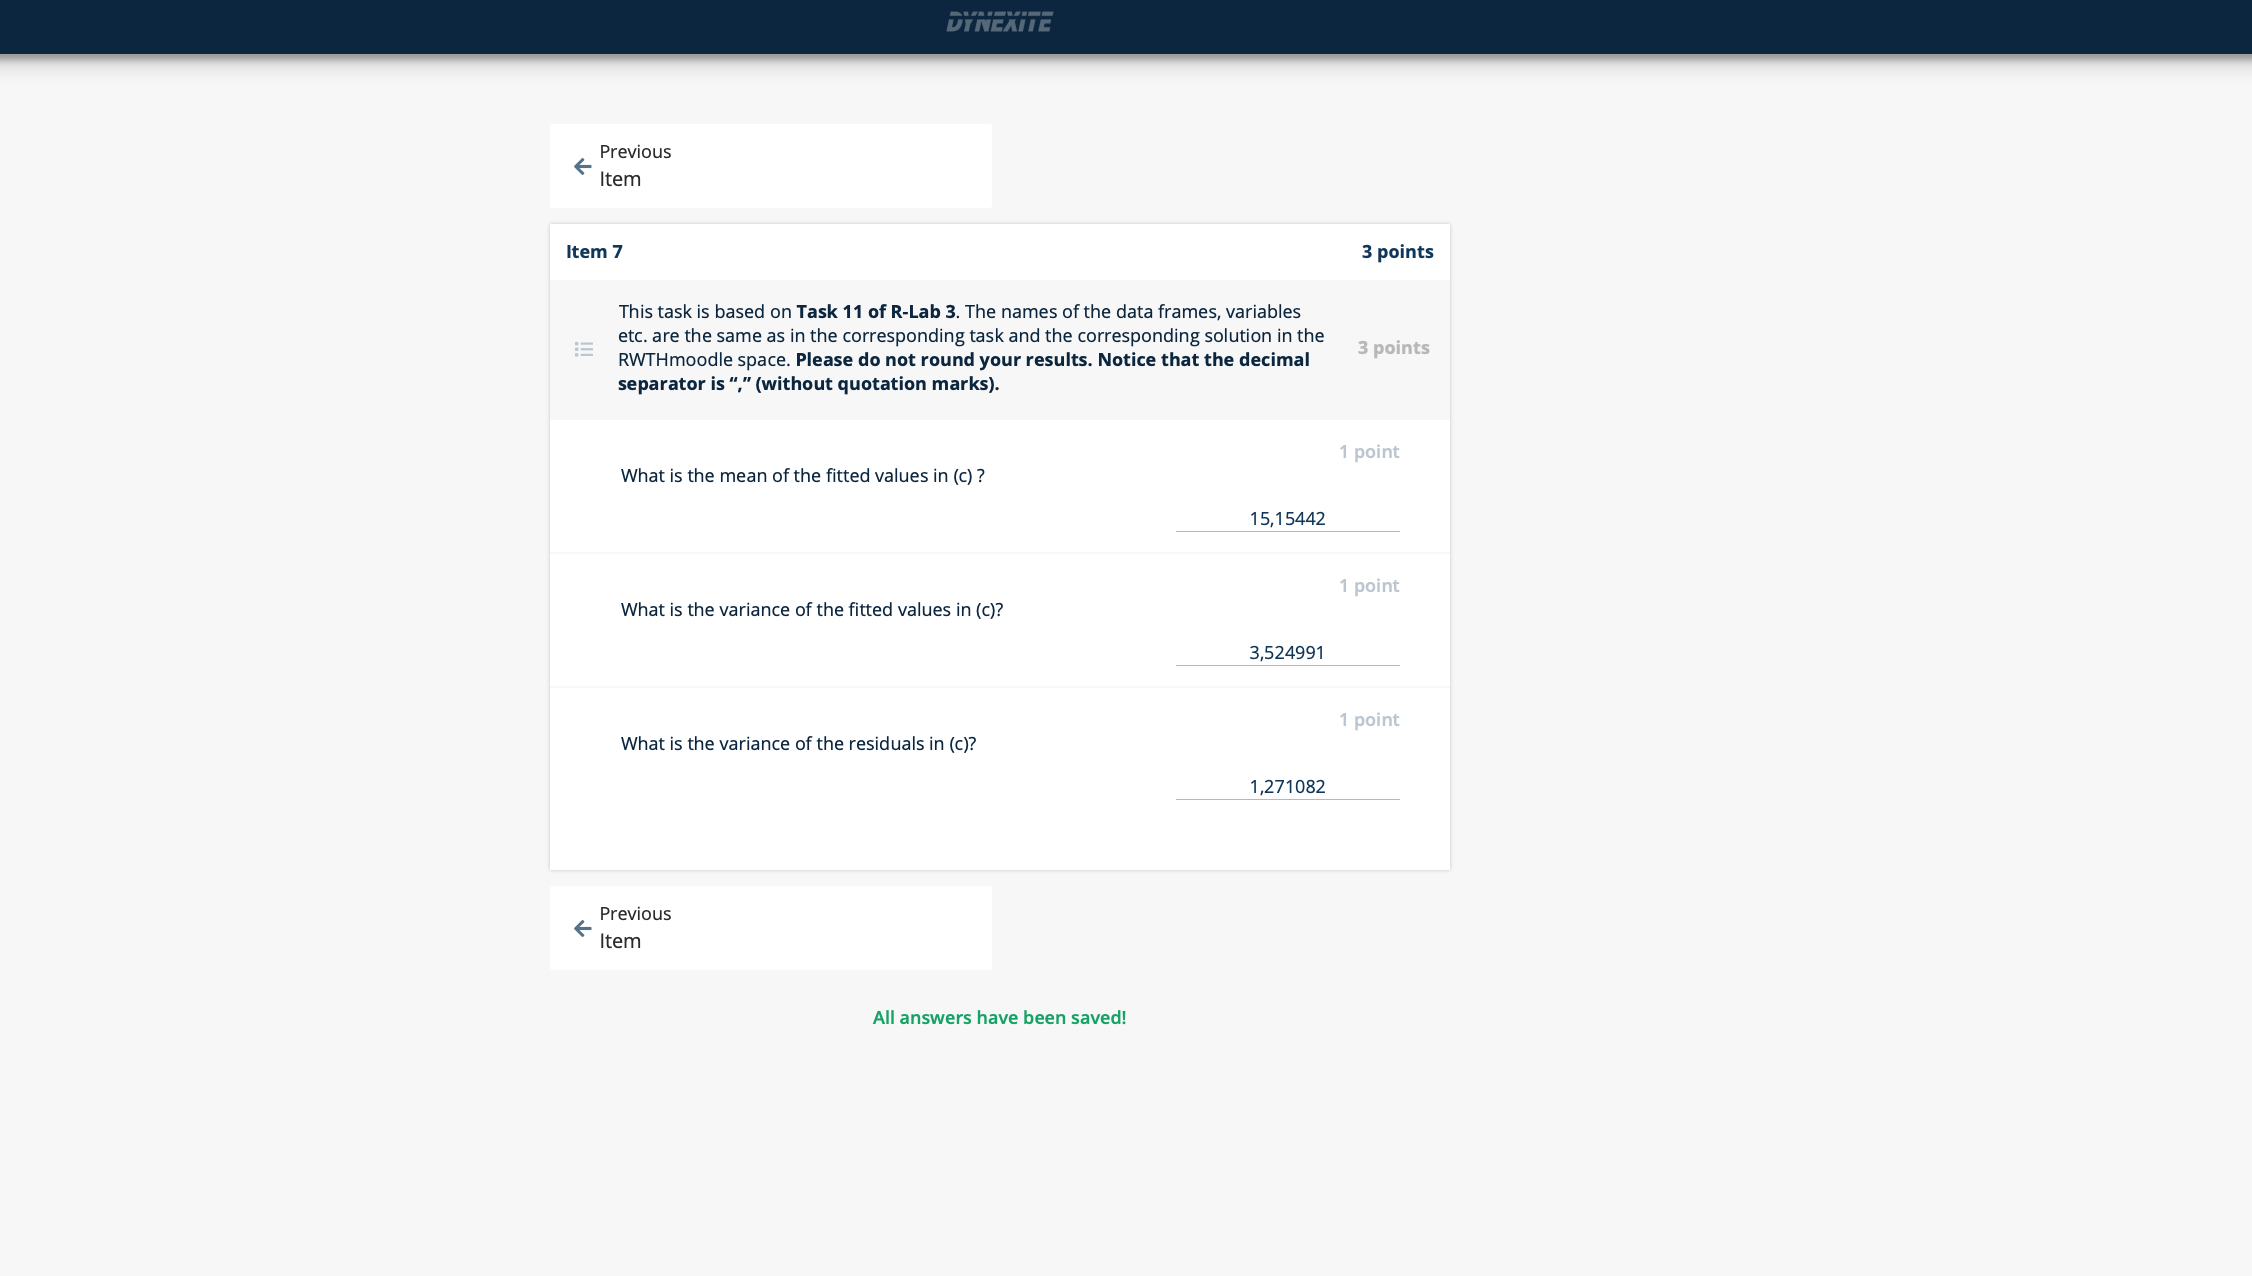 DYNEXITE
Previous
Item
Item 7
3 points
This task is based on Task 11 of R-Lab 3. The names of the data frames, variables
etc. are the same as in the corresponding task and the corresponding solution in the
RWTHmoodle space. Please do not round your results. Notice that the decimal
separator is “,” (without quotation marks).
3 points
1 point
What is the mean of the fitted values in (c) ?
15,15442
1 point
What is the variance of the fitted values in (c)?
3,524991
1 point
What is the variance of the residuals in (c)?
1,271082
Previous
Item
All answers have been saved!